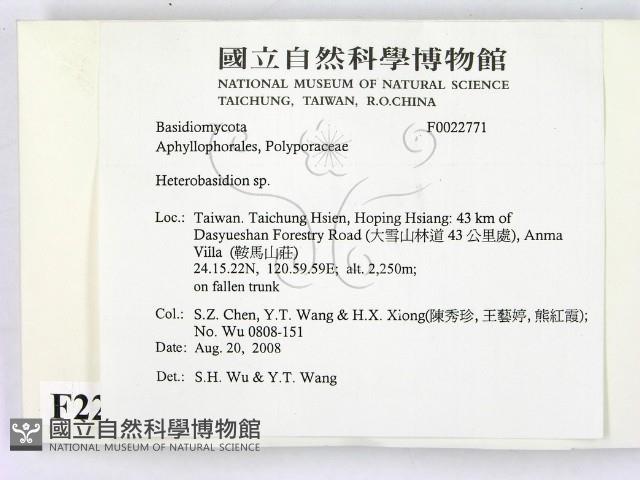 國立自然科學博物館
NATIONAL MUSEUM OF NATURAL SCIENCE
TAICHUNG, TAIWAN, R.O.CHINA
Basidiomycota F0022771
Aphyllophorales, Polyporaceae
Heterobasidion sp.
Loc.: Taiwan. Taichung Hsien, Hoping Hsiang: 43 km of
Dasyueshan Forestry Road (大雪山林道 43 公里處), Anma
Villa (鞍馬山莊)
24.15.22N, 120.59.59E; alt. 2,250m;
on fallen trunk
Col.: S.Z. Chen, Y.T. Wang & H.X. Xiong(陳秀珍, 王藝婷, 熊紅霞);
No. Wu 0808-151
Date: Aug. 20, 2008
Det.: S.H. Wu & Y.T. Wang
F22
國立自然科學博物館
NATIONAL MUSEUM OF NATURAL SCIENCE